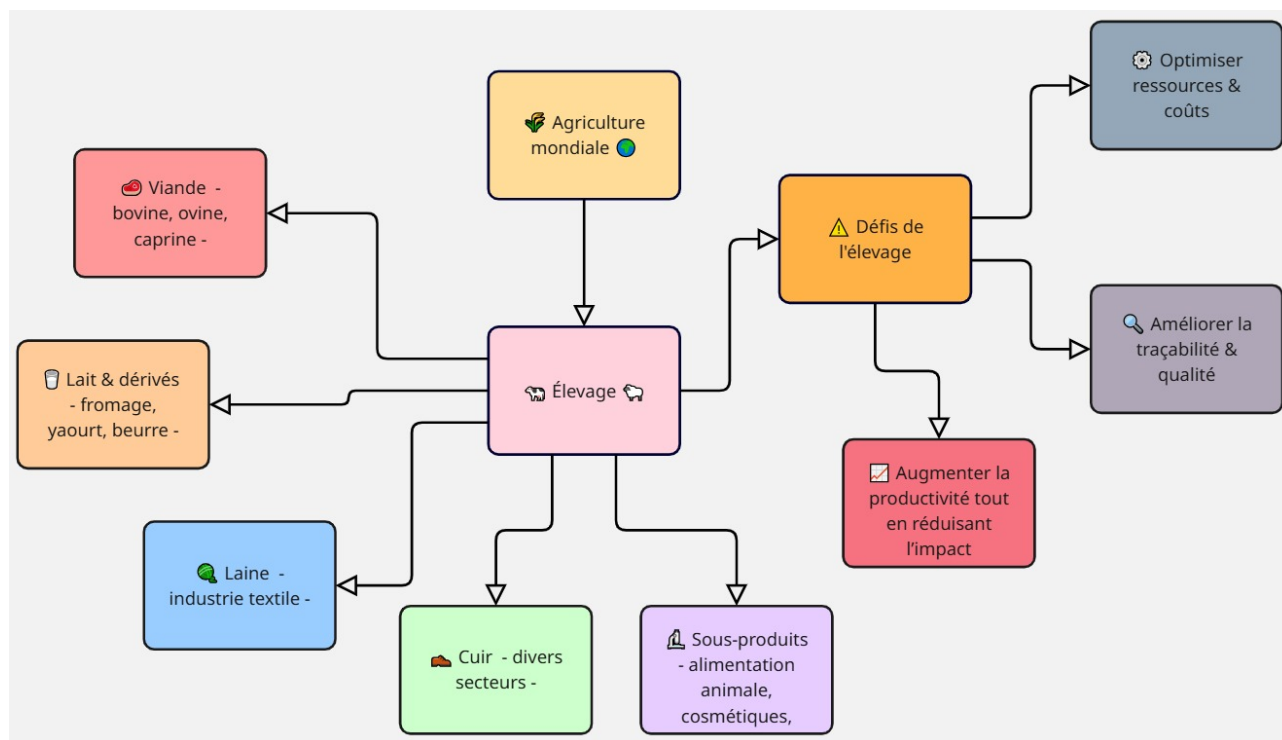 Optimiser
ressources &
coûts
Agriculture
mondiale
Viande -
bovine, ovine,
caprine -
Défis de
l'élevage
Améliorer la
traçabilité &
qualité
Lait & dérivés
- fromage,
yaourt, beurre -
Élevage
Augmenter la
productivité tout
en réduisant
l’impact
Laine -
industrie textile -
Cuir - divers
secteurs -
Sous-produits
- alimentation
animale,
cosmétiques,